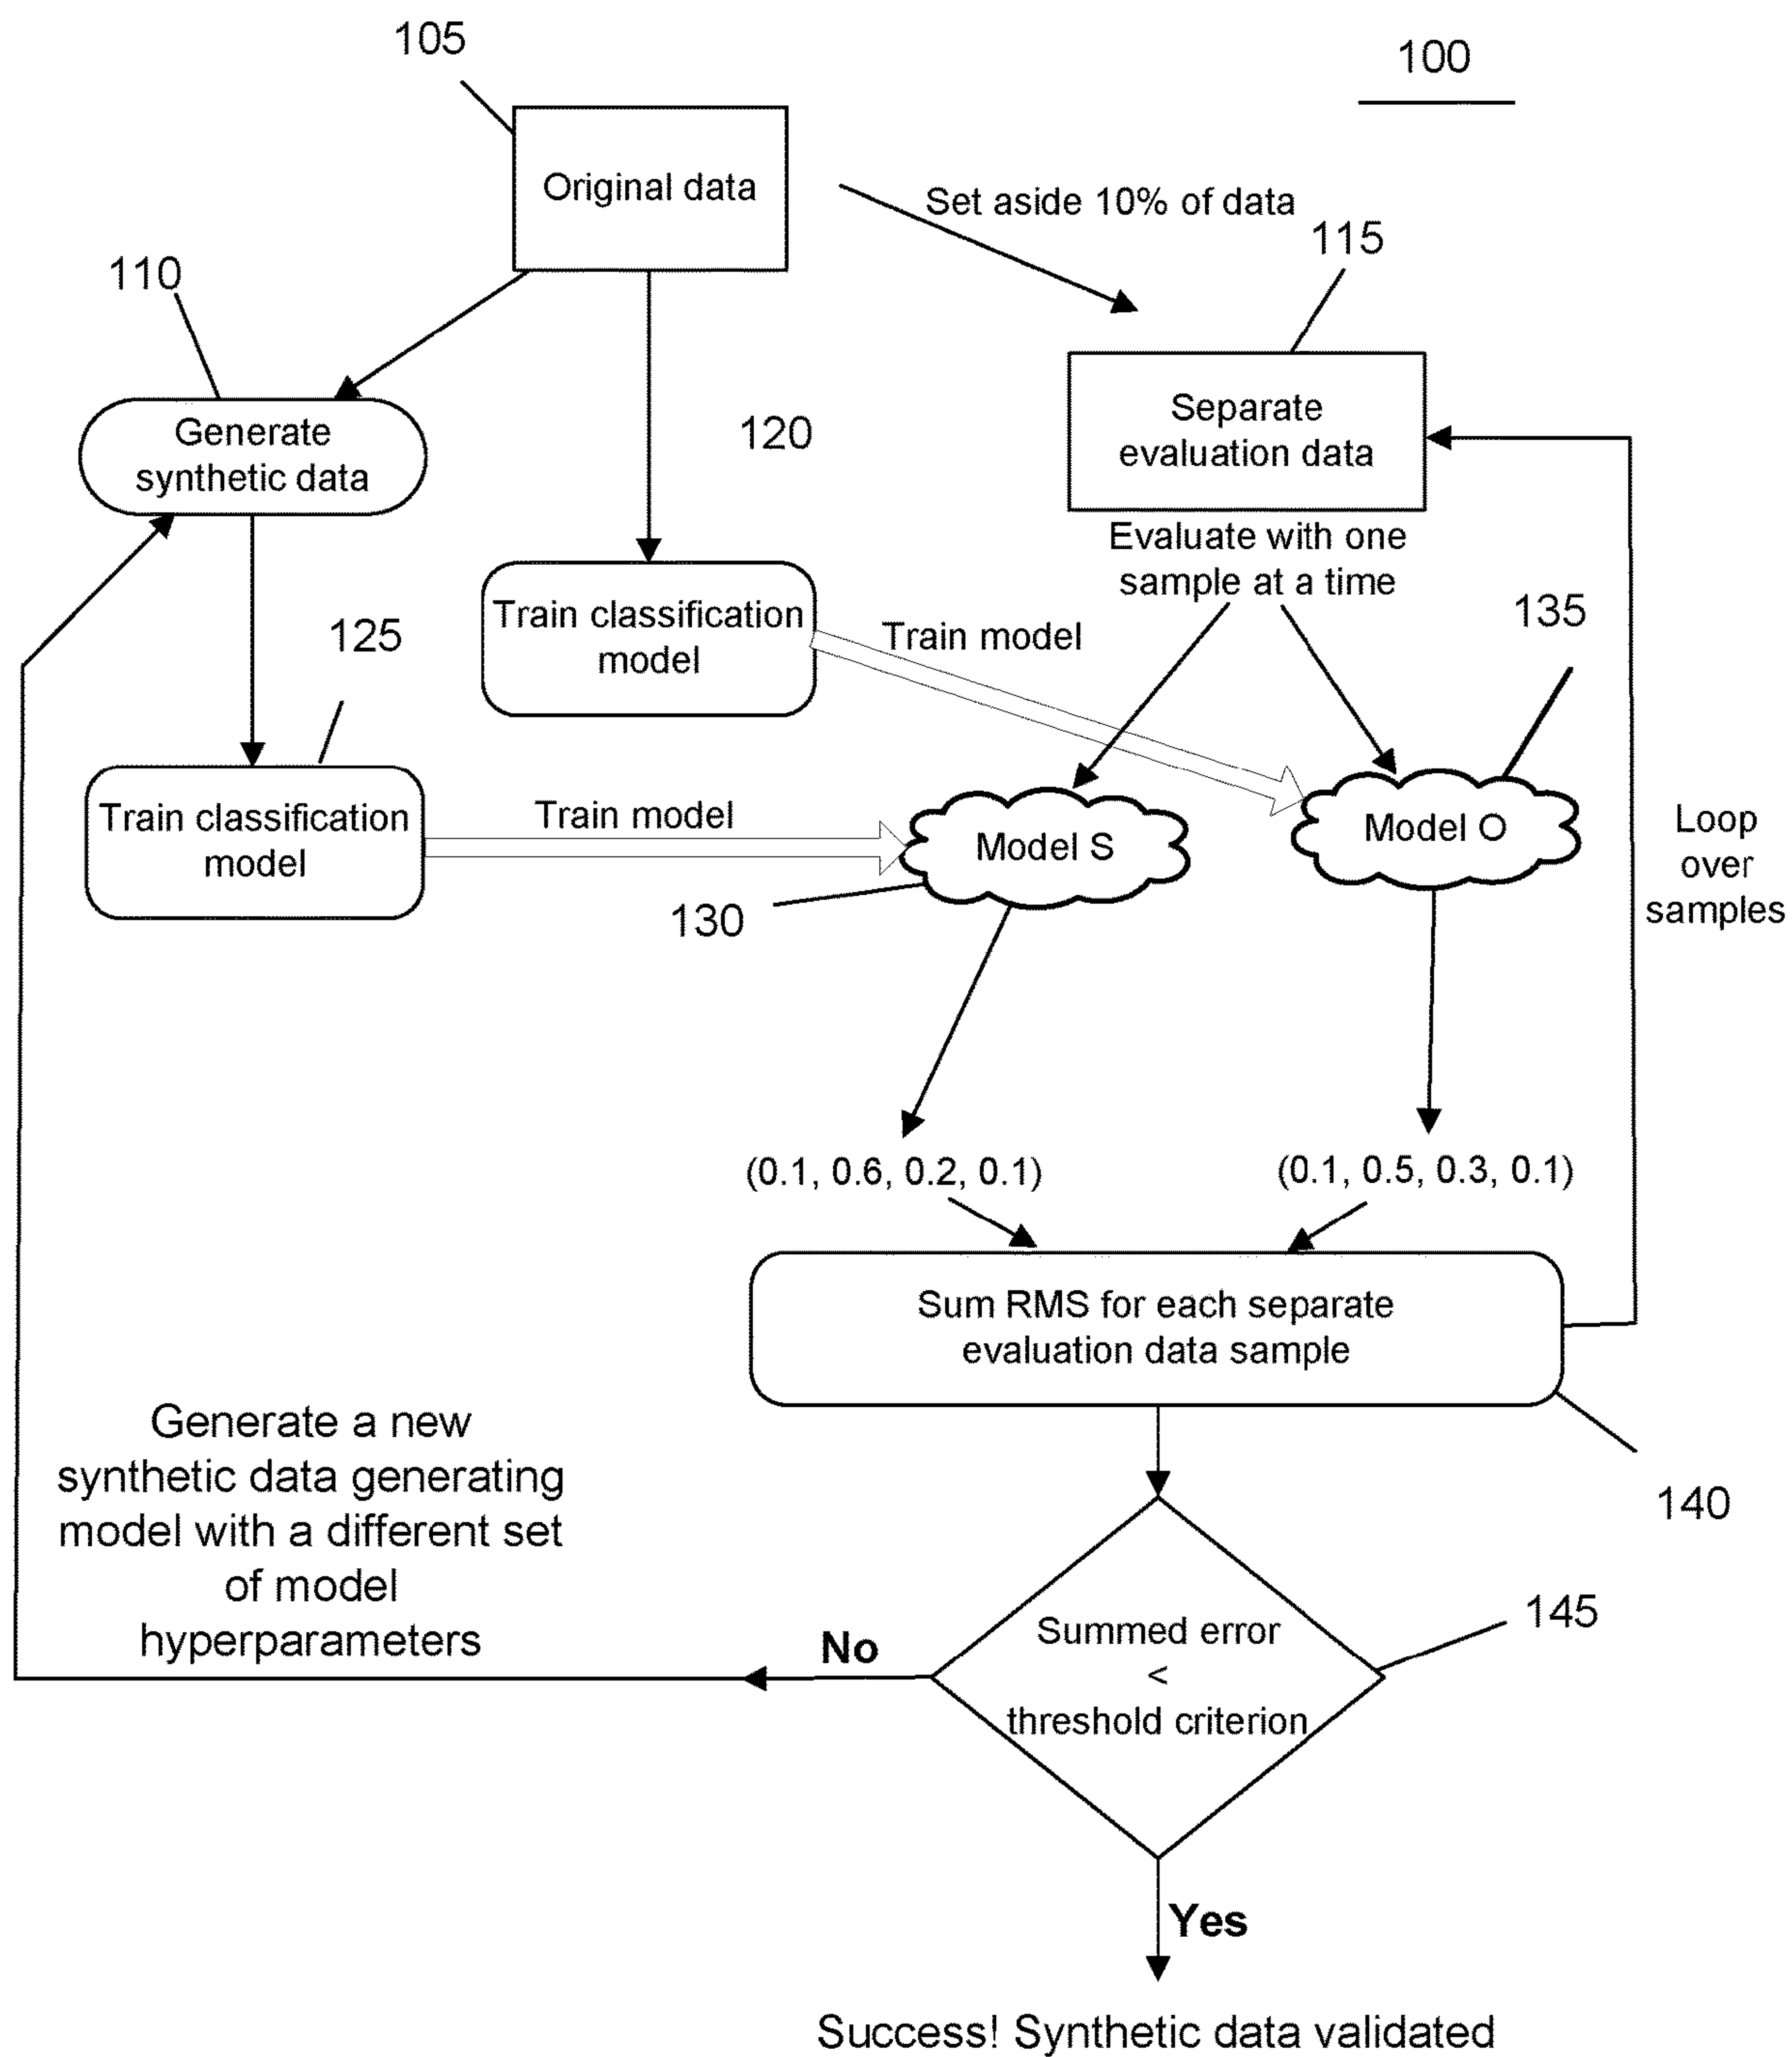 105
100
Original data
Set aside 10% of data
115
110
Generate
synthetic data
120
Separate
evaluation data
Evaluate with one
sample at a time
135
125
Train classification
model
Train model
Train classification
model
Train model
Model S
Model O
130
Loop
over
samples
(0.1, 0.6, 0.2, 0.1)
(0.1, 0.5, 0.3, 0.1)
Sum RMS for each separate
evaluation data sample
140
Generate a new
synthetic data generating
model with a different set
of model
hyperparameters
No
Summed error
<
threshold criterion
145
Yes
Success! Synthetic data validated